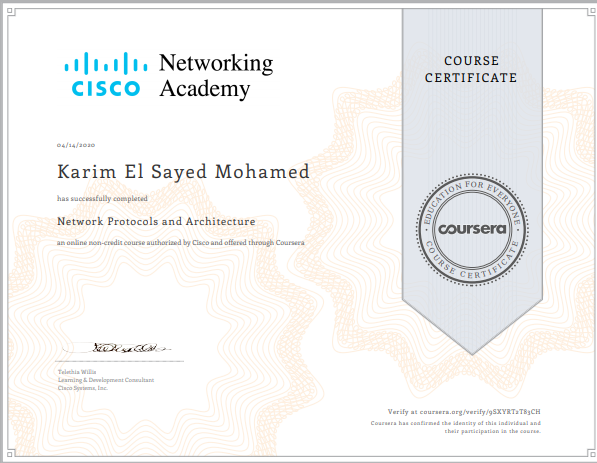 CISCO
Networking
Academy
COURSE
CERTIFICATE
04/14/2020
Karim El Sayed Mohamed
has successfully completed
Network Protocols and Architecture
an online non-credit course authorized by Cisco and offered through Coursera
EDUCATION FOR EVERYONE
coursera
COURSE CERTIFICATE
Telethia Willis
Learning & Development Consultant
Cisco Systems, Inc.
Verify at coursera.org/verify/9SXYRT2T83CH
Coursera has confirmed the identity of this individual and
their participation in the course.